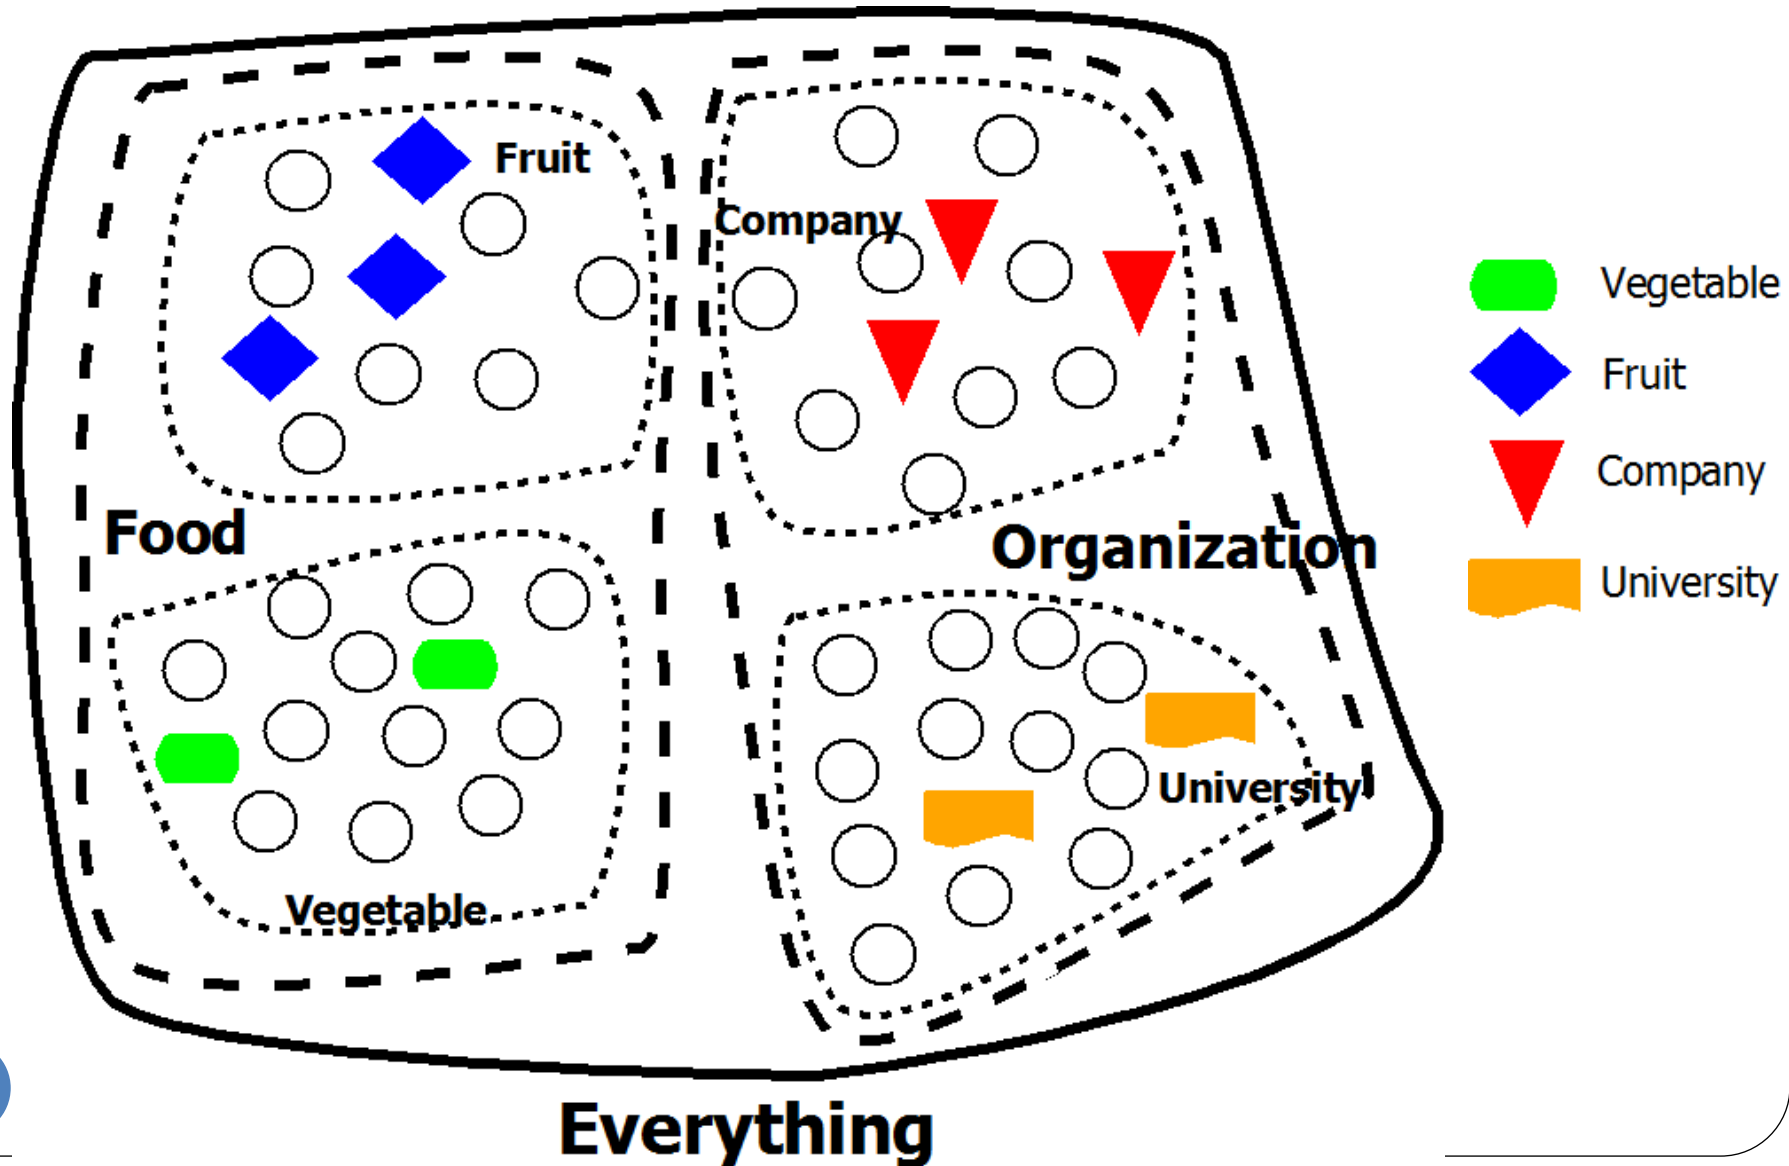 Fruit
Company
Food
Organization
University
Vegetable
Everything
Vegetable
Fruit
Company
University